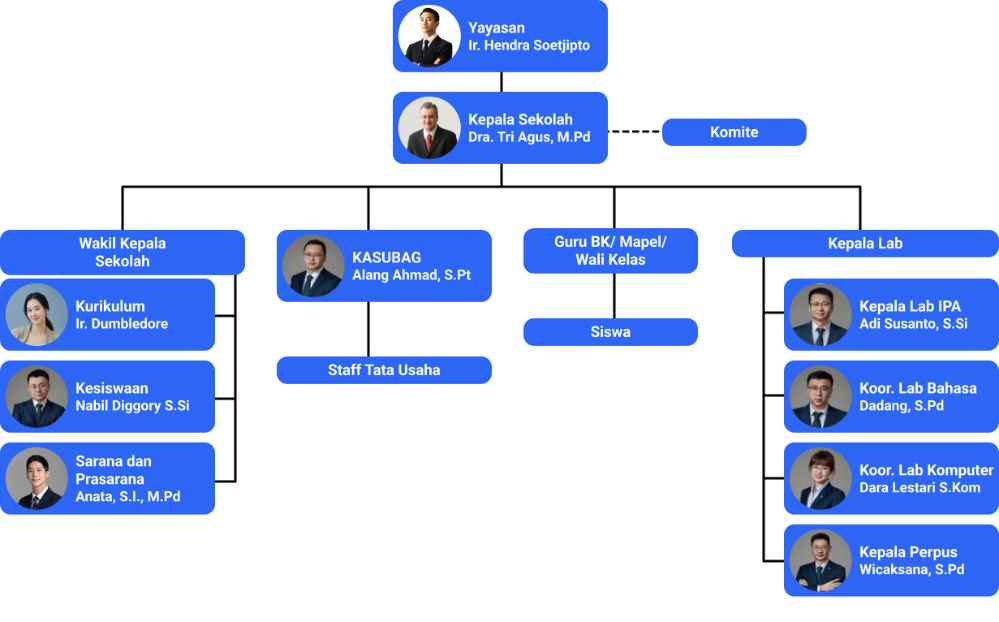 Yayasan
Ir. Hendra Soetjipto
Kepala Sekolah
Dra. Tri Agus, M.Pd
Komite
Wakil Kepala
Sekolah
Kurikulum
Ir. Dumbledore
Kesiswaan
Nabil Diggory S.Si
Sarana dan
Prasarana
Anata, S.I., M.Pd
KASUBAG
Alang Ahmad, S.Pt
Staff Tata Usaha
Guru BK/ Mapel/
Wali Kelas
Siswa
Kepala Lab
Kepala Lab IPA
Adi Susanto, S.Si
Koor. Lab Bahasa
Dadang, S.Pd
Koor. Lab Komputer
Dara Lestari S.Kom
Kepala Perpus
Wicaksana, S.Pd